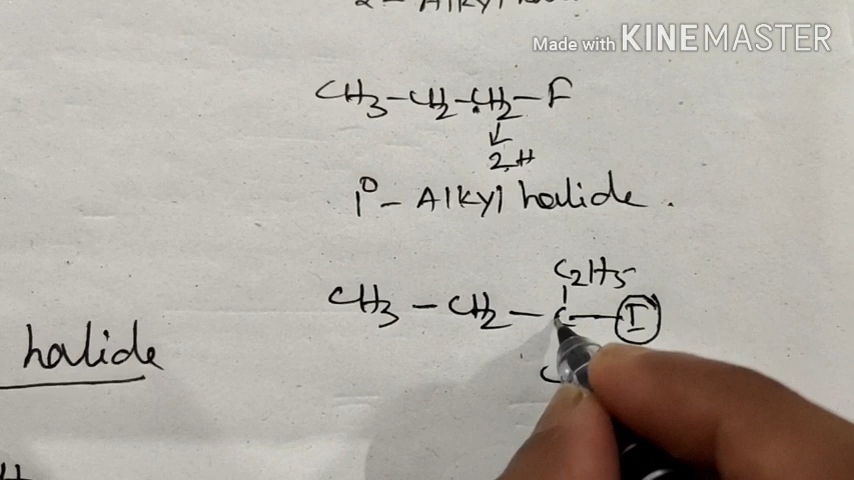 Made with KINEMASTER
CH3-CH2-CH2-F
2H
1° - Alkyl halide.
C2H5
CH3 - CH2 - C - I
halide